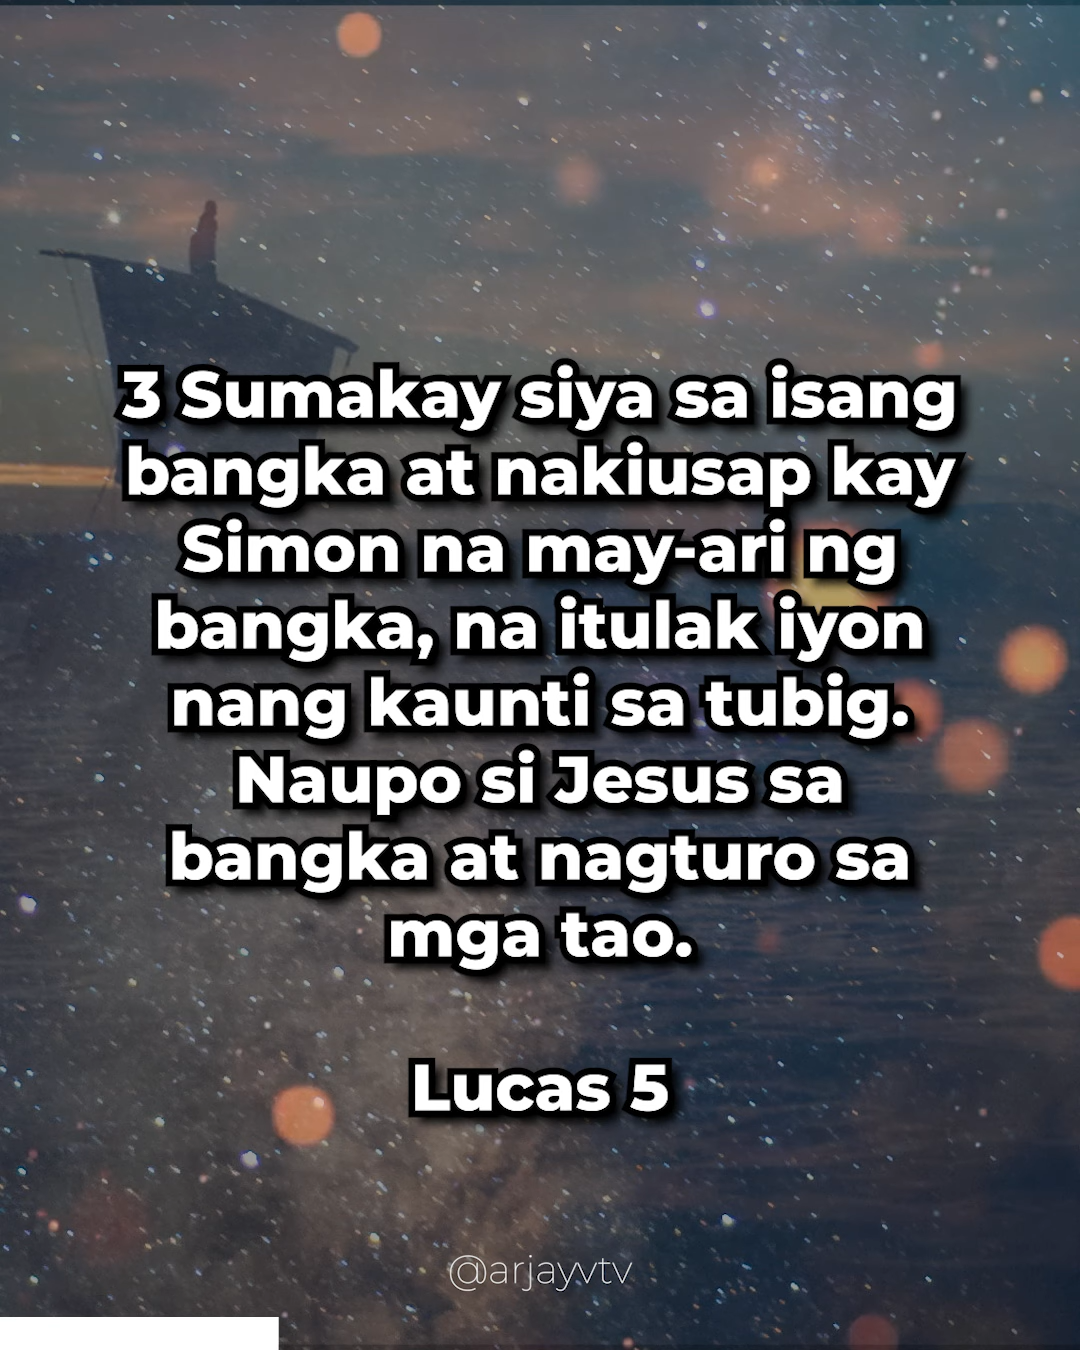 3 Sumakay siya sa isang
bangka at nakiusap kay
Simon na may-ari ng
bangka, na itulak iyon
nang kaunti sa tubig.
Naupo si Jesus sa
bangka at nagturo sa
mga tao.
Lucas 5
@arjayvtv